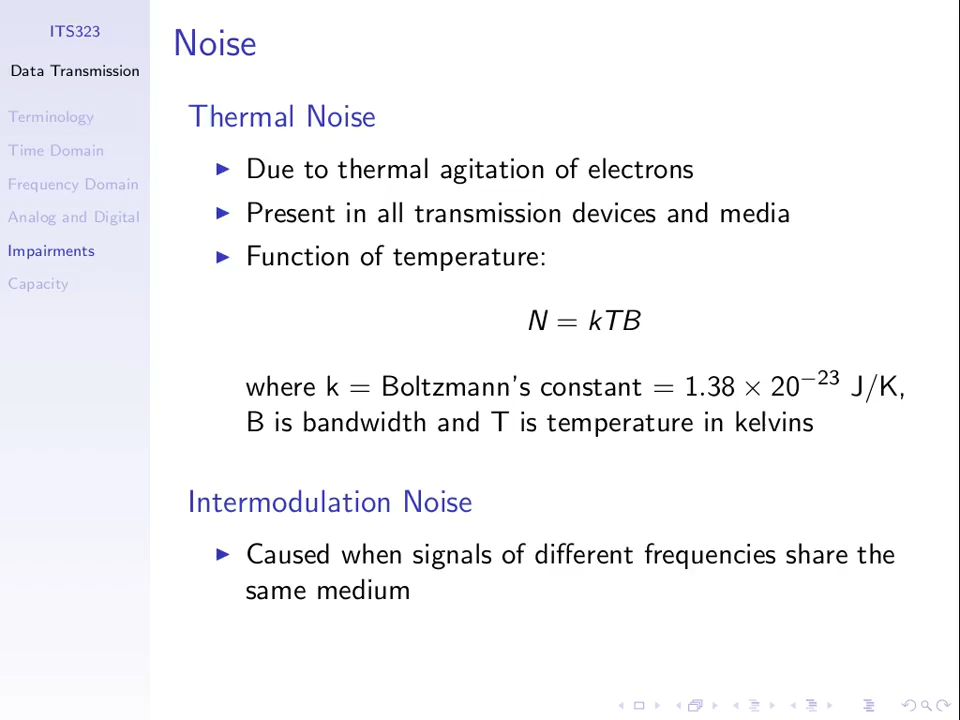 ITS323
Data Transmission
Terminology
Time Domain
Frequency Domain
Analog and Digital
Impairments
Capacity
Noise
Thermal Noise
Due to thermal agitation of electrons
Present in all transmission devices and media
Function of temperature:
N = kTB
where k = Boltzmann's constant = 1.38 × 20⁻²³ J/K,
B is bandwidth and T is temperature in kelvins
Intermodulation Noise
Caused when signals of different frequencies share the
same medium